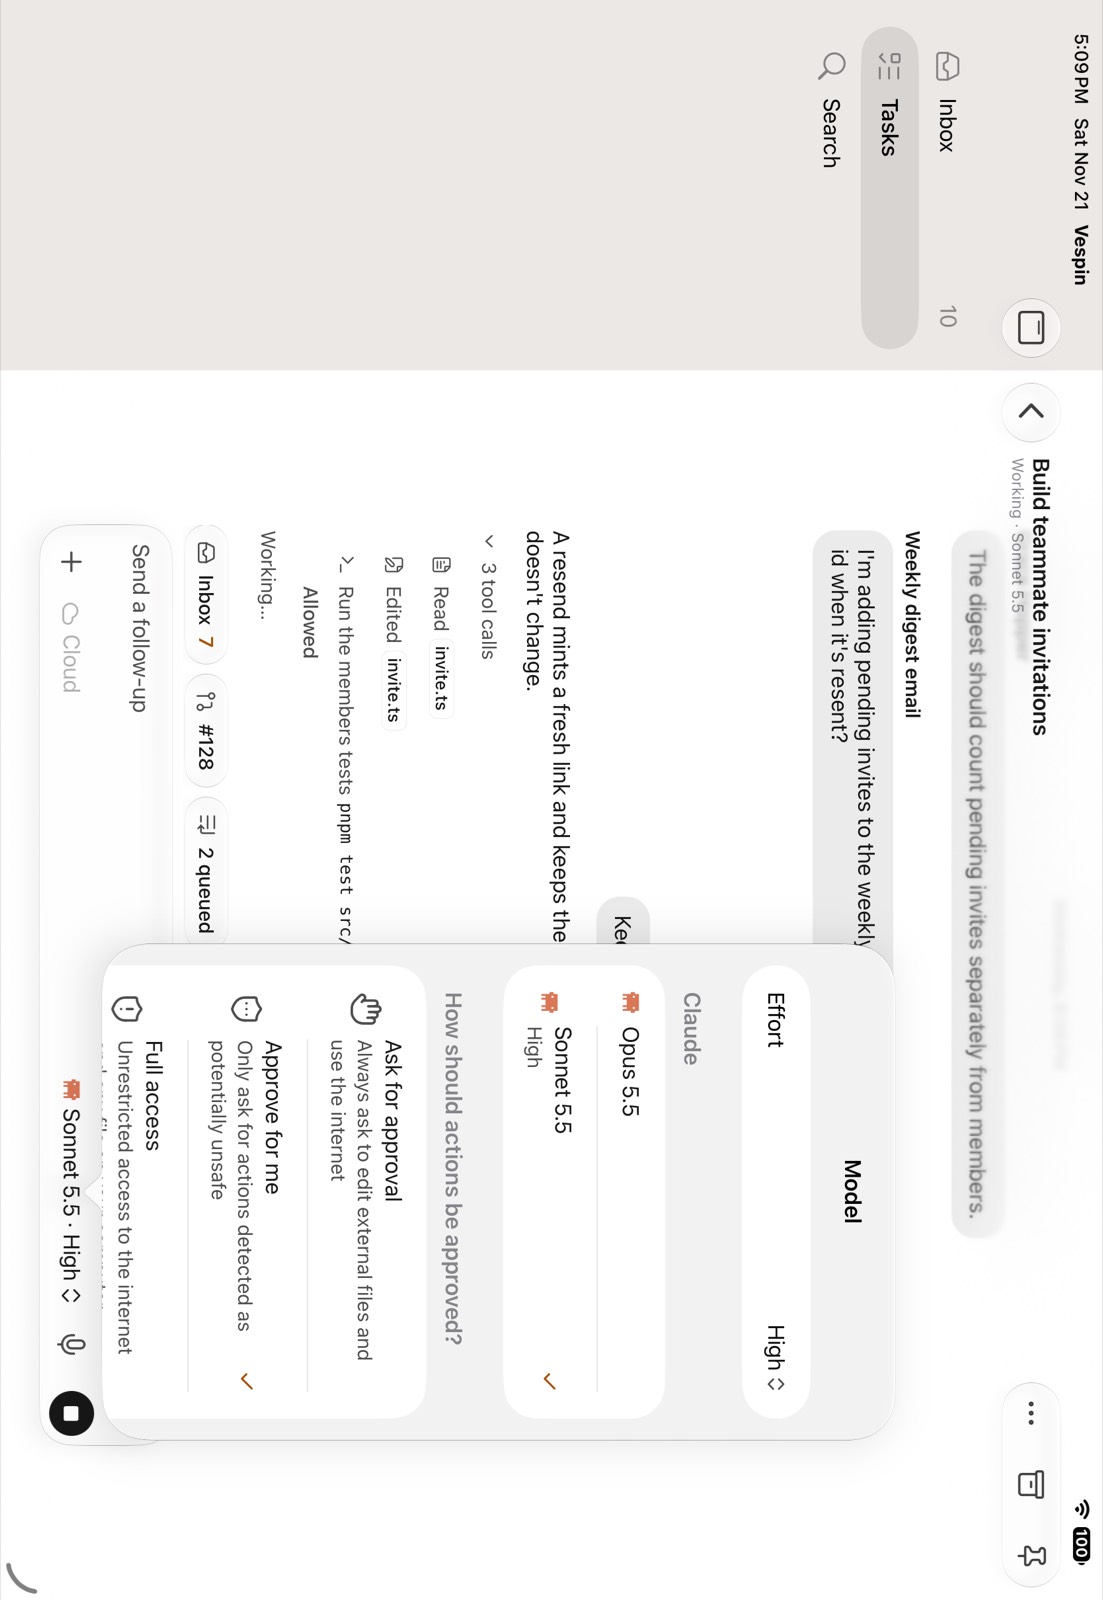 5:09 PM Sat Nov 21 Vespin
100
Inbox 10
Tasks
Search
Build teammate invitations
Working · Sonnet 5.5
The digest should count pending invites separately from members.
Weekly digest email
I'm adding pending invites to the weekly
id when it's resent?
Kee
A resend mints a fresh link and keeps the
doesn't change.
3 tool calls
Read invite.ts
Edited invite.ts
Run the members tests pnpm test src/
Allowed
Working...
Inbox 7
#128
2 queued
Send a follow-up
Cloud
Sonnet 5.5 · High
Model
Effort High
Claude
Opus 5.5
Sonnet 5.5
High
How should actions be approved?
Ask for approval
Always ask to edit external files and
use the internet
Approve for me
Only ask for actions detected as
potentially unsafe
Full access
Unrestricted access to the internet